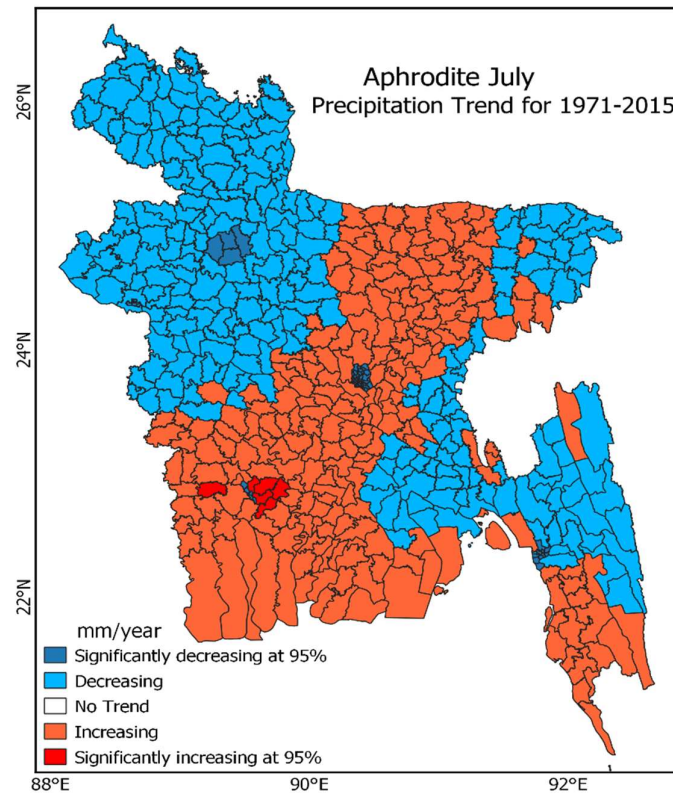 Aphrodite July
Precipitation Trend for 1971-2015
26°N
24°N
22°N
mm/year
Significantly decreasing at 95%
Decreasing
No Trend
Increasing
Significantly increasing at 95%
88°E
90°E
92°E